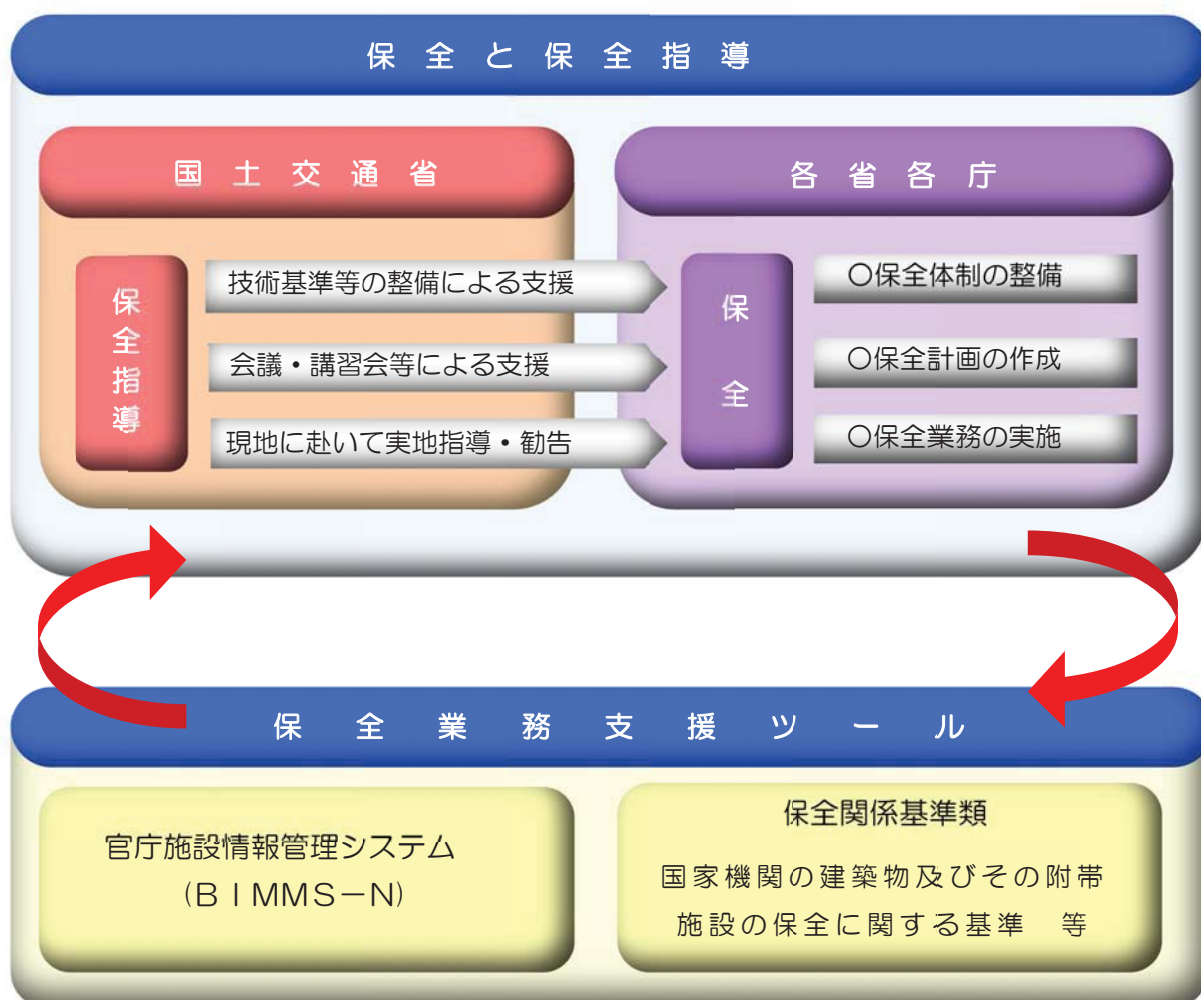 保全と保全指導
国土交通省
保全指導
技術基準等の整備による支援
会議・講習会等による支援
現地に赴いて実地指導・勧告
各省各庁
保全
〇保全体制の整備
〇保全計画の作成
〇保全業務の実施
保全業務支援ツール
官庁施設情報管理システム
(BIMMS−N)
保全関係基準類
国家機関の建築物及びその附帯
施設の保全に関する基準　等